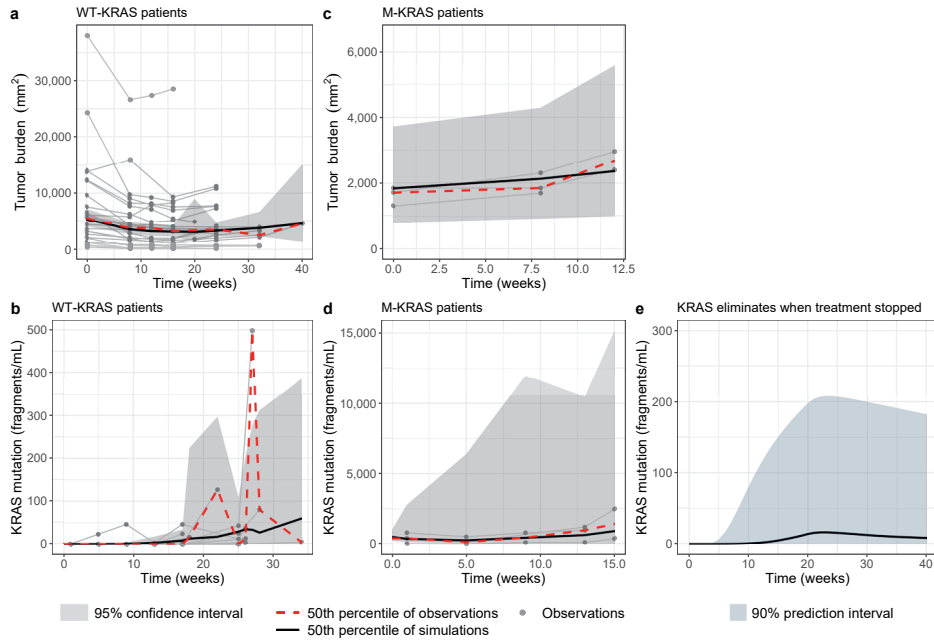 a WT-KRAS patients
Tumor burden (mm²)
30,000
20,000
10,000
0
0 10 20 30 40
Time (weeks)
c M-KRAS patients
Tumor burden (mm²)
6,000
4,000
2,000
0
0.0 2.5 5.0 7.5 10.0 12.5
Time (weeks)
b WT-KRAS patients
KRAS mutation (fragments/mL)
500
400
300
200
100
0
0 10 20 30
Time (weeks)
d M-KRAS patients
KRAS mutation (fragments/mL)
15,000
10,000
5,000
0
0.0 5.0 10.0 15.0
Time (weeks)
e KRAS eliminates when treatment stopped
KRAS mutation (fragments/mL)
300
200
100
0
0 10 20 30 40
Time (weeks)
95% confidence interval
50th percentile of observations
50th percentile of simulations
Observations
90% prediction interval